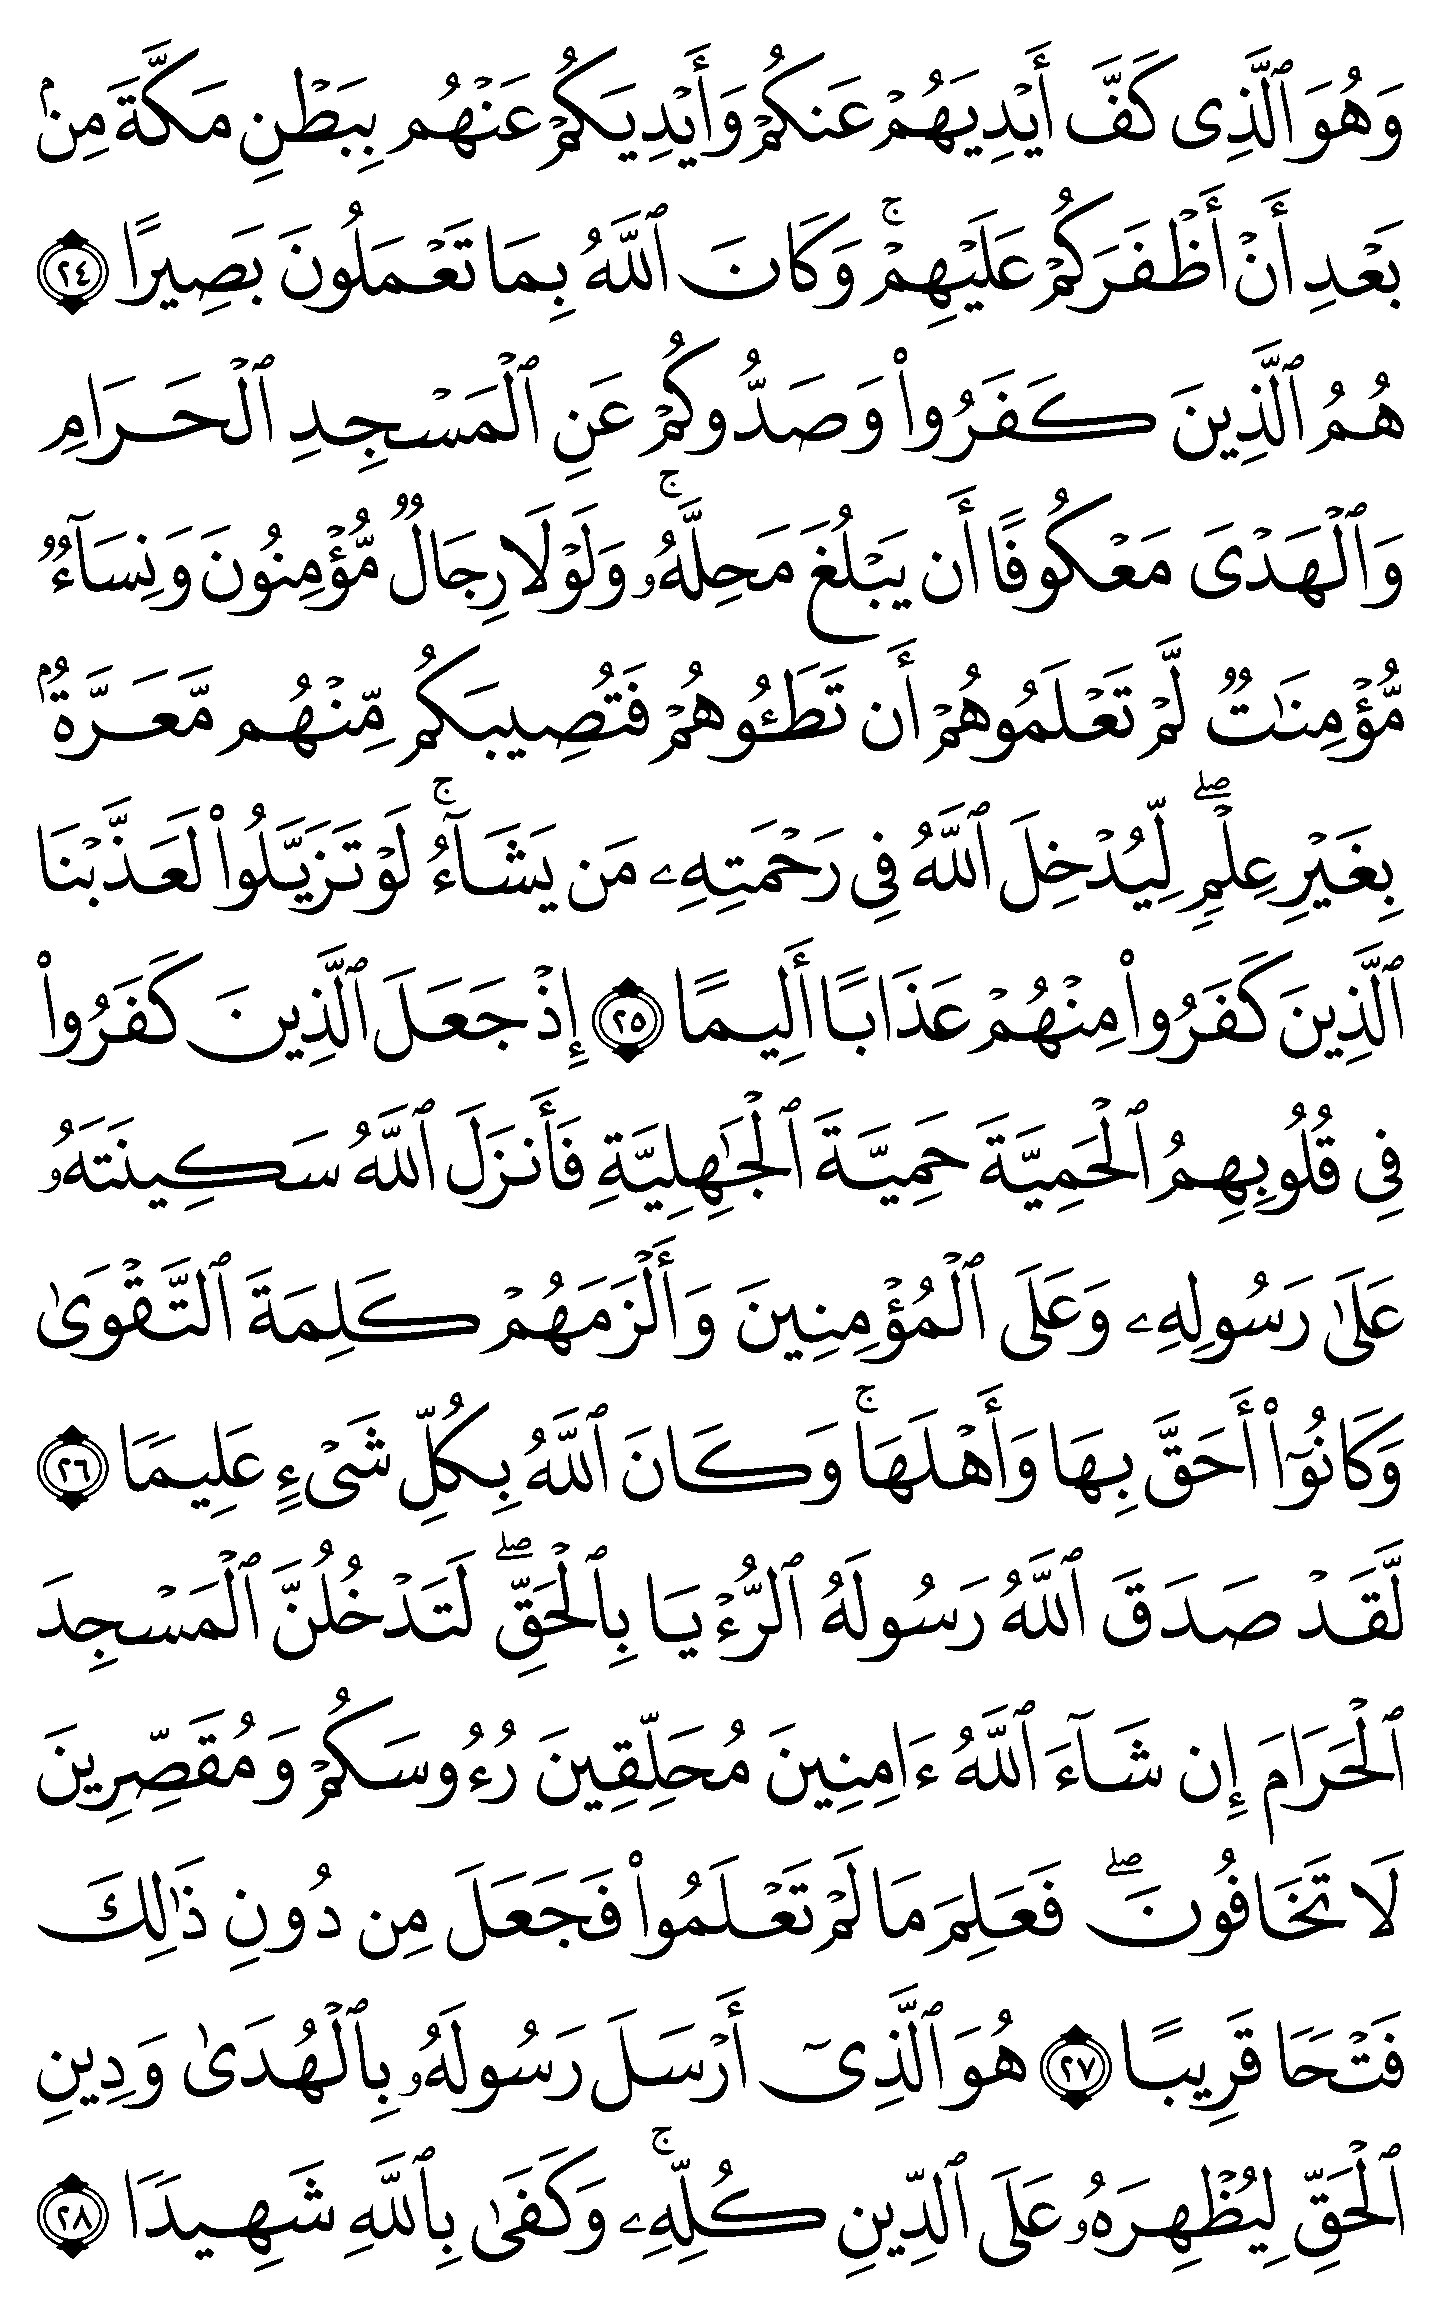 وَهُوَ ٱلَّذِى كَفَّ أَيۡدِيَهُمۡ عَنكُمۡ وَأَيۡدِيَكُمۡ عَنۡهُم بِبَطۡنِ مَكَّةَ مِنۢ
بَعۡدِ أَنۡ أَظۡفَرَكُمۡ عَلَيۡهِمۡۚ وَكَانَ ٱللَّهُ بِمَا تَعۡمَلُونَ بَصِيرًا ٢٤
هُمُ ٱلَّذِينَ كَفَرُواْ وَصَدُّوكُمۡ عَنِ ٱلۡمَسۡجِدِ ٱلۡحَرَامِ
وَٱلۡهَدۡىَ مَعۡكُوفًا أَن يَبۡلُغَ مَحِلَّهُۥۚ وَلَوۡلَا رِجَالٞ مُّؤۡمِنُونَ وَنِسَآءٞ
مُّؤۡمِنَٰتٞ لَّمۡ تَعۡلَمُوهُمۡ أَن تَطَـُٔوهُمۡ فَتُصِيبَكُم مِّنۡهُم مَّعَرَّةُۢ
بِغَيۡرِ عِلۡمٖۖ لِّيُدۡخِلَ ٱللَّهُ فِى رَحۡمَتِهِۦ مَن يَشَآءُۚ لَوۡ تَزَيَّلُواْ لَعَذَّبۡنَا
ٱلَّذِينَ كَفَرُواْ مِنۡهُمۡ عَذَابًا أَلِيمًا ٢٥ إِذۡ جَعَلَ ٱلَّذِينَ كَفَرُواْ
فِى قُلُوبِهِمُ ٱلۡحَمِيَّةَ حَمِيَّةَ ٱلۡجَٰهِلِيَّةِ فَأَنزَلَ ٱللَّهُ سَكِينَتَهُۥ
عَلَىٰ رَسُولِهِۦ وَعَلَى ٱلۡمُؤۡمِنِينَ وَأَلۡزَمَهُمۡ كَلِمَةَ ٱلتَّقۡوَىٰ
وَكَانُوٓاْ أَحَقَّ بِهَا وَأَهۡلَهَاۚ وَكَانَ ٱللَّهُ بِكُلِّ شَىۡءٍ عَلِيمًا ٢٦
لَّقَدۡ صَدَقَ ٱللَّهُ رَسُولَهُ ٱلرُّءۡيَا بِٱلۡحَقِّۖ لَتَدۡخُلُنَّ ٱلۡمَسۡجِدَ
ٱلۡحَرَامَ إِن شَآءَ ٱللَّهُ ءَامِنِينَ مُحَلِّقِينَ رُءُوسَكُمۡ وَمُقَصِّرِينَ
لَا تَخَافُونَۖ فَعَلِمَ مَا لَمۡ تَعۡلَمُواْ فَجَعَلَ مِن دُونِ ذَٰلِكَ
فَتۡحًا قَرِيبًا ٢٧ هُوَ ٱلَّذِىٓ أَرۡسَلَ رَسُولَهُۥ بِٱلۡهُدَىٰ وَدِينِ
ٱلۡحَقِّ لِيُظۡهِرَهُۥ عَلَى ٱلدِّينِ كُلِّهِۦۚ وَكَفَىٰ بِٱللَّهِ شَهِيدًا ٢٨